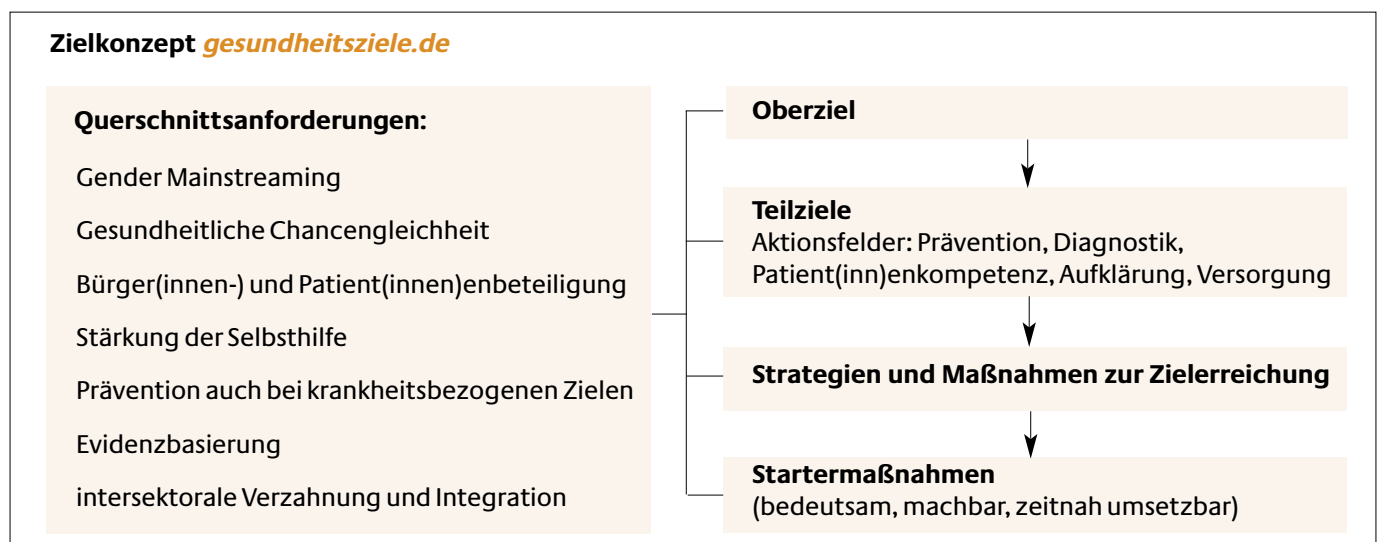 Zielkonzept gesundheitsziele.de
Querschnittsanforderungen:
Gender Mainstreaming
Gesundheitliche Chancengleichheit
Bürger(innen-) und Patient(innen)enbeteiligung
Stärkung der Selbsthilfe
Prävention auch bei krankheitsbezogenen Zielen
Evidenzbasierung
intersektorale Verzahnung und Integration
Oberziel
Teilziele
Aktionsfelder: Prävention, Diagnostik,
Patient(inn)enkompetenz, Aufklärung, Versorgung
Strategien und Maßnahmen zur Zielerreichung
Startermaßnahmen
(bedeutsam, machbar, zeitnah umsetzbar)